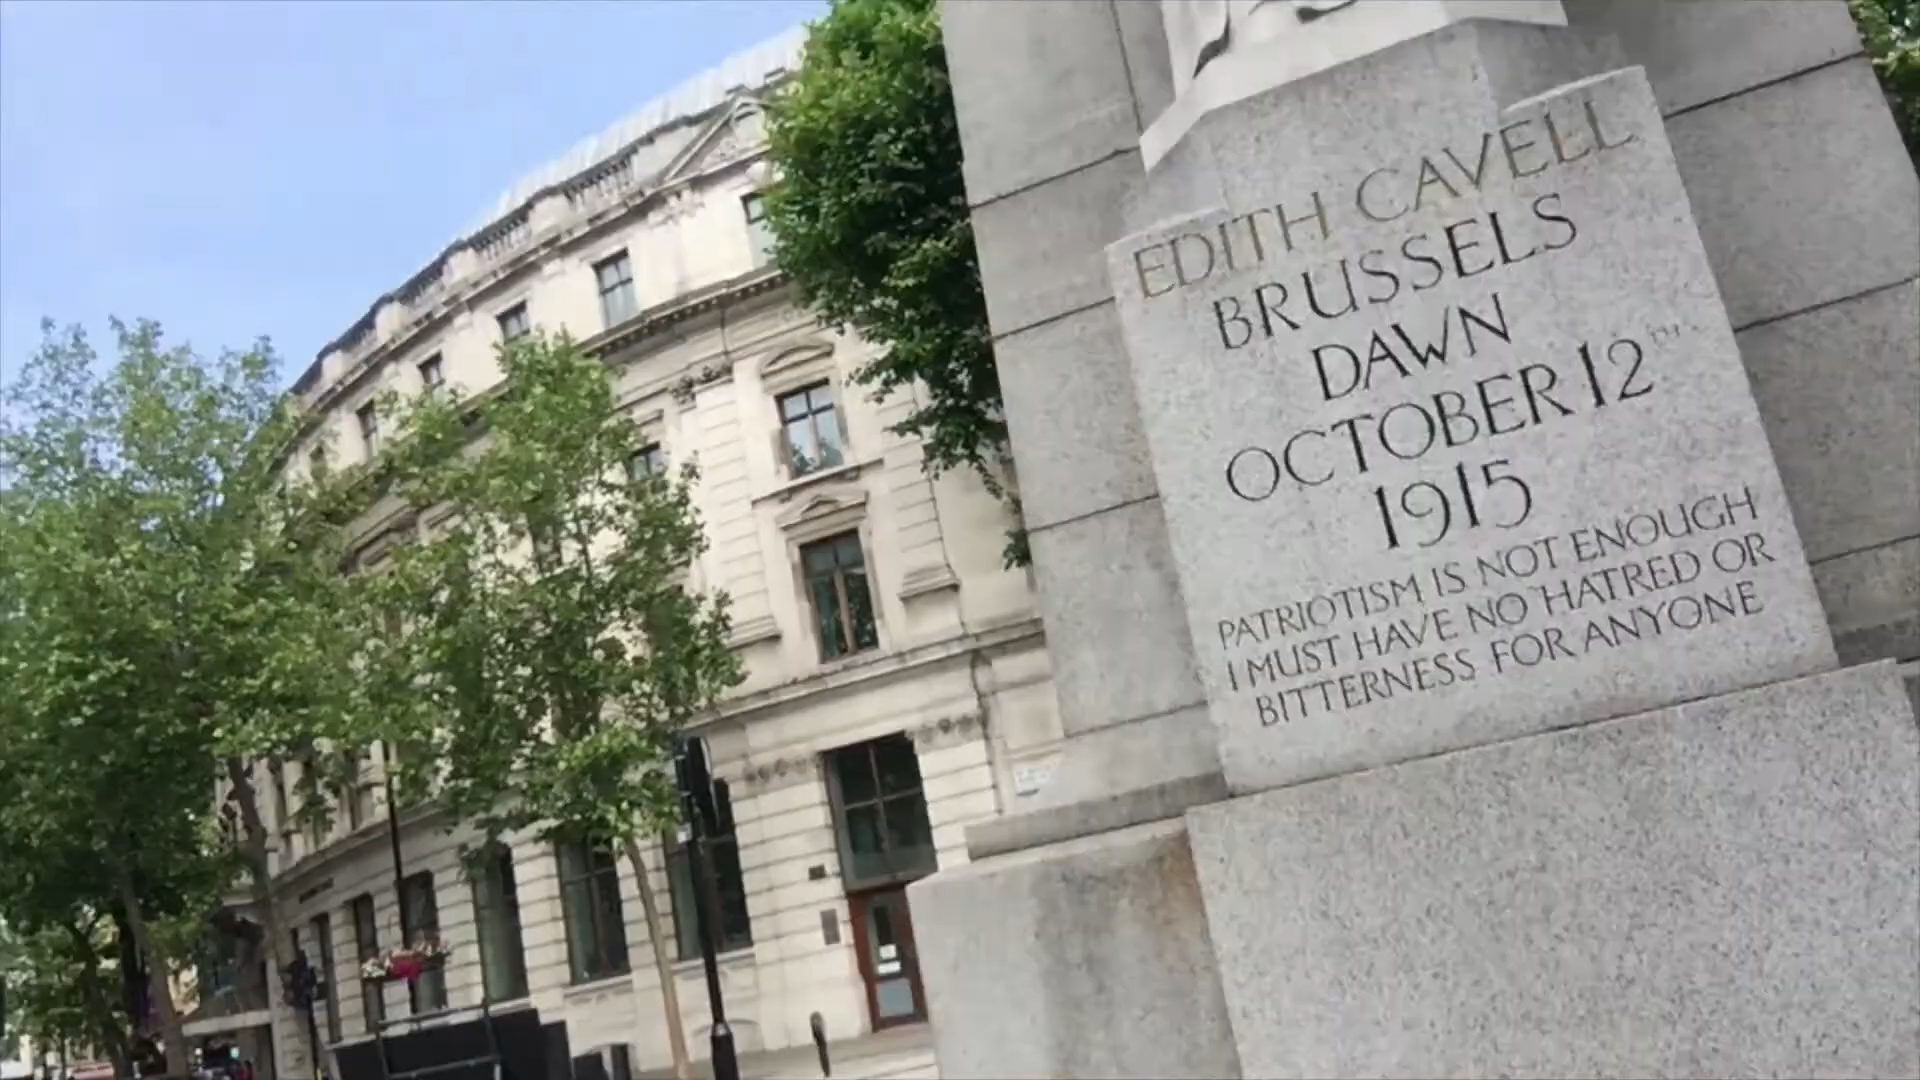 EDITH CAVELL
BRUSSELS
DAWN
OCTOBER 12TH
1915
PATRIOTISM IS NOT ENOUGH
I MUST HAVE NO HATRED OR
BITTERNESS FOR ANYONE